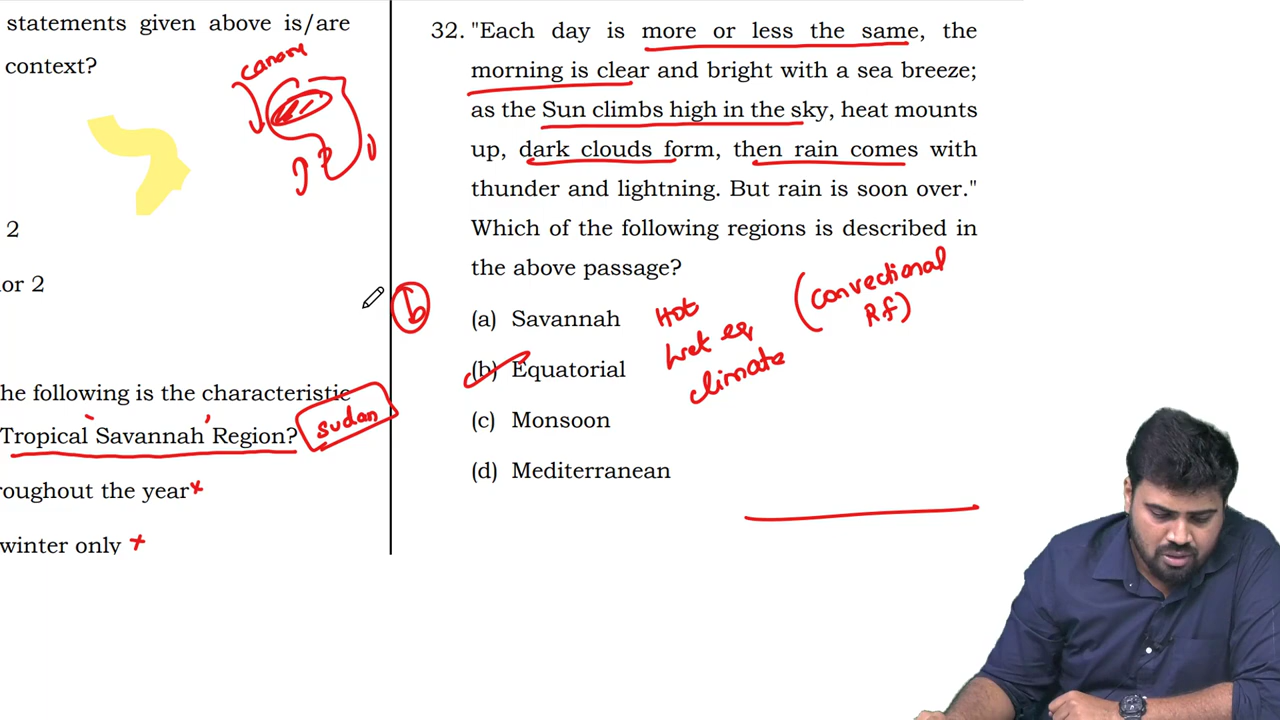 statements given above is/are
context?
canary
2
or 2
he following is the characteristic
Tropical Savannah Region?
sudan
roughout the year
winter only
32. "Each day is more or less the same, the
morning is clear and bright with a sea breeze;
as the Sun climbs high in the sky, heat mounts
up, dark clouds form, then rain comes with
thunder and lightning. But rain is soon over."
Which of the following regions is described in
the above passage?
b
(a) Savannah
(b) Equatorial
(c) Monsoon
(d) Mediterranean
Hot
wet eq
climate
(convectional
Rf)